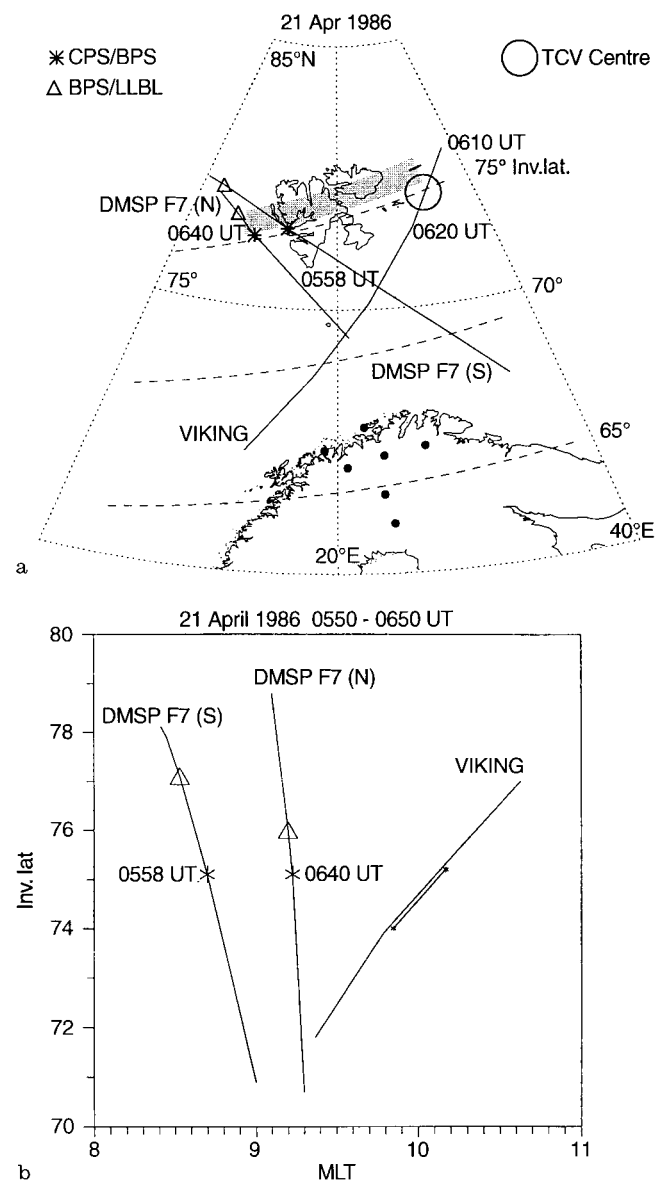 21 Apr 1986
CPS/BPS
BPS/LLBL
85°N
TCV Centre
0610 UT
75° Inv.lat.
DMSP F7 (N)
0640 UT
0620 UT
75°
0558 UT
70°
DMSP F7 (S)
VIKING
65°
20°E
40°E
a
21 April 1986 0550 - 0650 UT
80
DMSP F7 (N)
DMSP F7 (S)
78
VIKING
76
0558 UT
0640 UT
Inv. lat
74
72
70
8
9
10
11
MLT
b